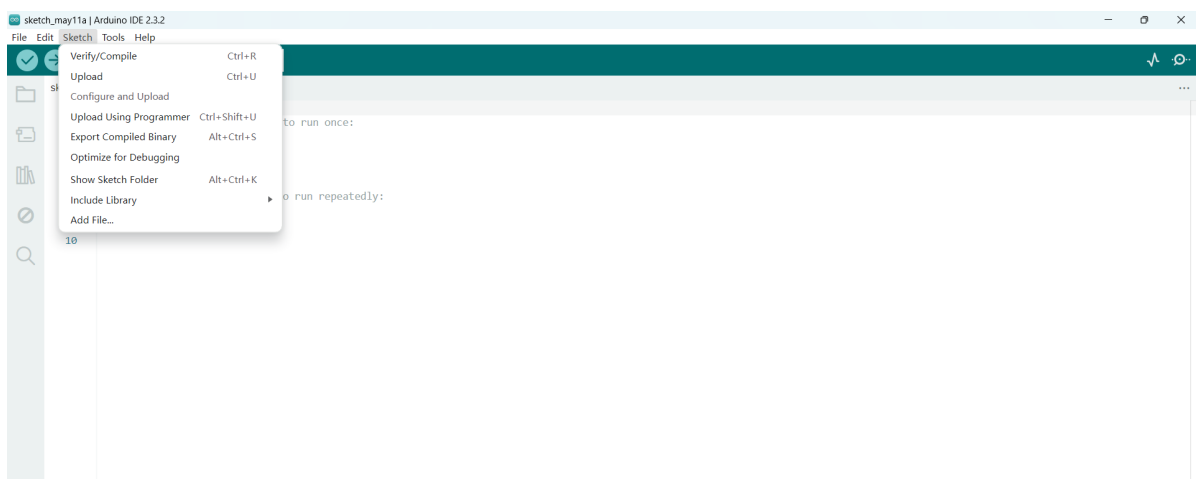 sketch_may11a | Arduino IDE 2.3.2
File Edit Sketch Tools Help
Verify/Compile Ctrl+R
Upload Ctrl+U
Configure and Upload
Upload Using Programmer Ctrl+Shift+U
to run once:
Export Compiled Binary Alt+Ctrl+S
Optimize for Debugging
Show Sketch Folder Alt+Ctrl+K
Include Library
o run repeatedly:
Add File...
10